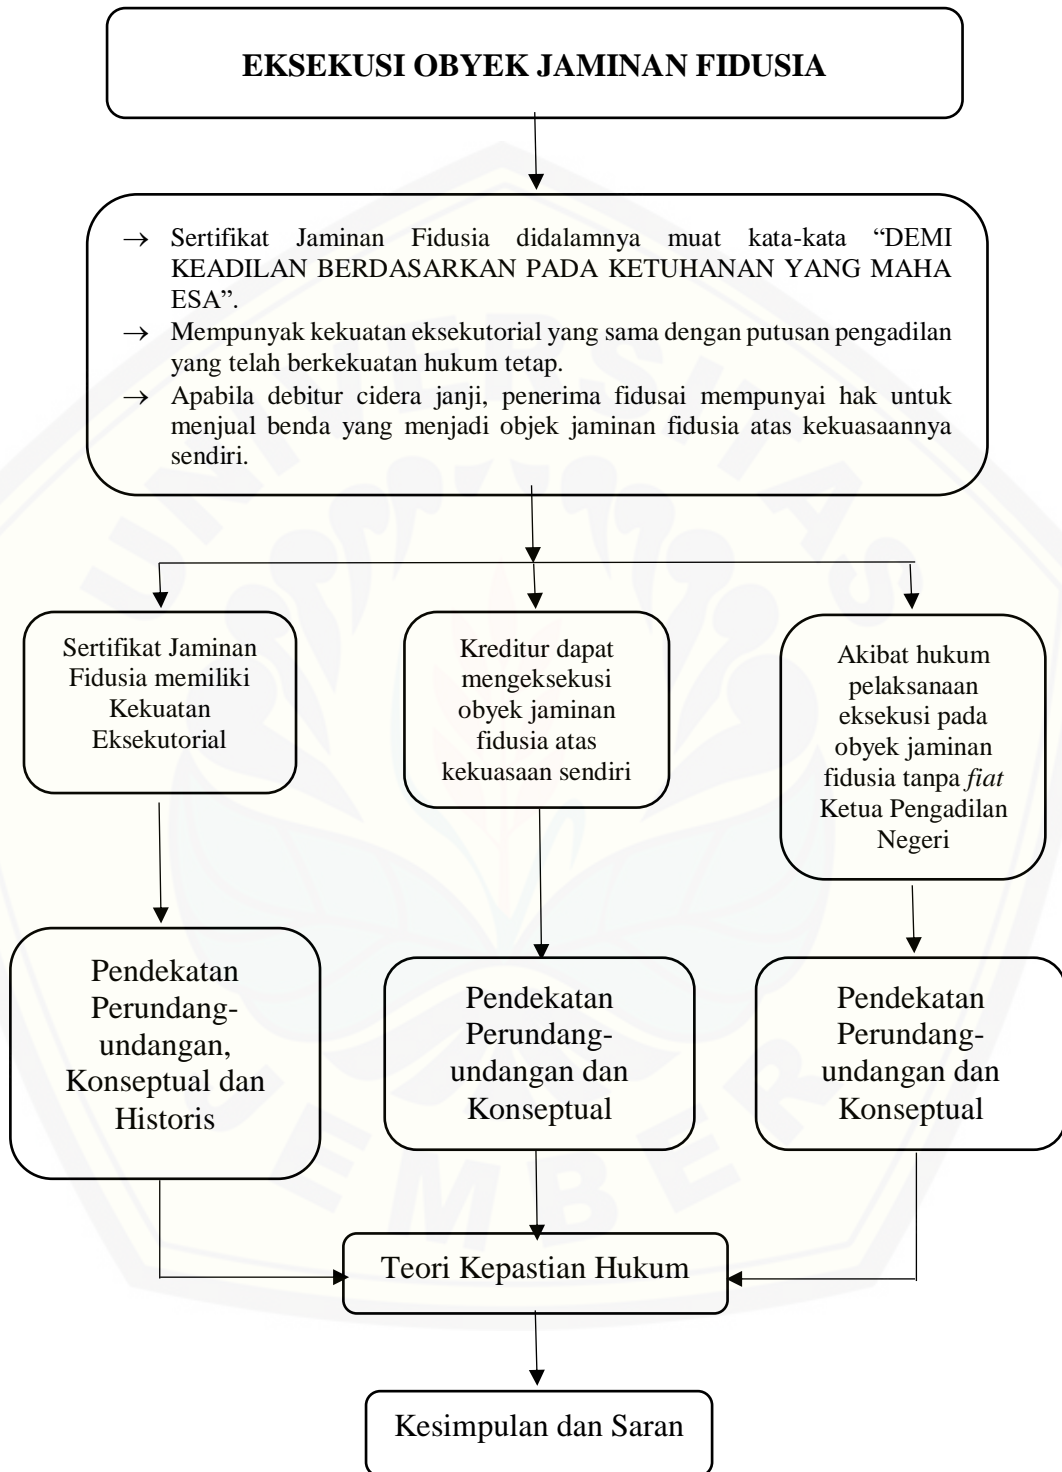 EKSEKUSI OBYEK JAMINAN FIDUSIA
→ Sertifikat Jaminan Fidusia didalamnya muat kata-kata “DEMI
KEADILAN BERDASARKAN PADA KETUHANAN YANG MAHA
ESA”.
→ Mempunyak kekuatan eksekutorial yang sama dengan putusan pengadilan
yang telah berkekuatan hukum tetap.
→ Apabila debitur cidera janji, penerima fidusai mempunyai hak untuk
menjual benda yang menjadi objek jaminan fidusia atas kekuasaannya
sendiri.
Sertifikat Jaminan
Fidusia memiliki
Kekuatan
Eksekutorial
Kreditur dapat
mengeksekusi
obyek jaminan
fidusia atas
kekuasaan sendiri
Akibat hukum
pelaksanaan
eksekusi pada
obyek jaminan
fidusia tanpa fiat
Ketua Pengadilan
Negeri
Pendekatan
Perundang-
undangan,
Konseptual dan
Historis
Pendekatan
Perundang-
undangan dan
Konseptual
Pendekatan
Perundang-
undangan dan
Konseptual
Teori Kepastian Hukum
Kesimpulan dan Saran
UNIVERSITAS
JEMBER